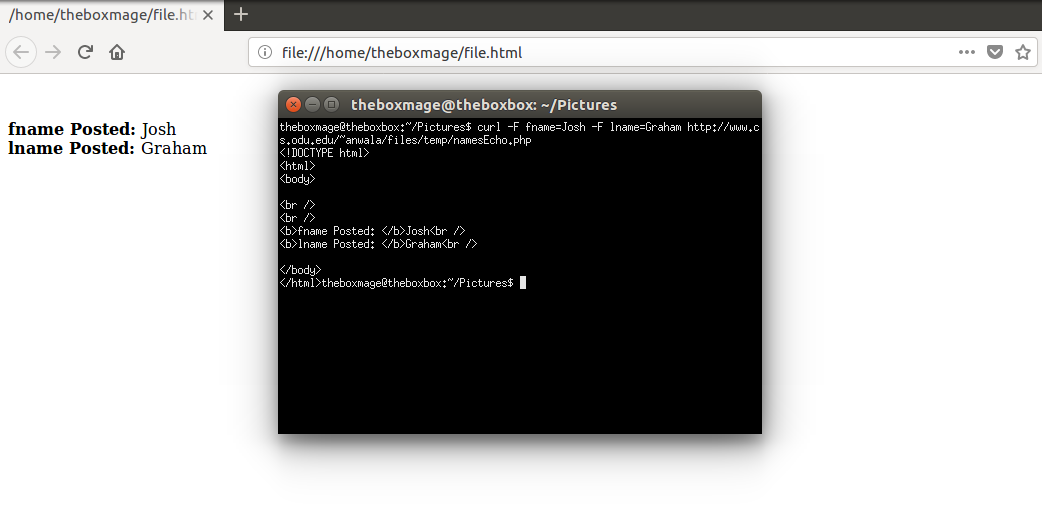 /home/theboxmage/file.ht
file:///home/theboxmage/file.html
fname Posted: Josh
lname Posted: Graham
theboxmage@theboxbox: ~/Pictures
theboxmage@theboxbox:~/Pictures$ curl -F fname=Josh -F lname=Graham http://www.c
s.odu.edu/~anwala/files/temp/namesEcho.php
<!DOCTYPE html>
<html>
<body>
<br />
<br />
<b>fname Posted: </b>Josh<br />
<b>lname Posted: </b>Graham<br />
</body>
</html>theboxmage@theboxbox:~/Pictures$